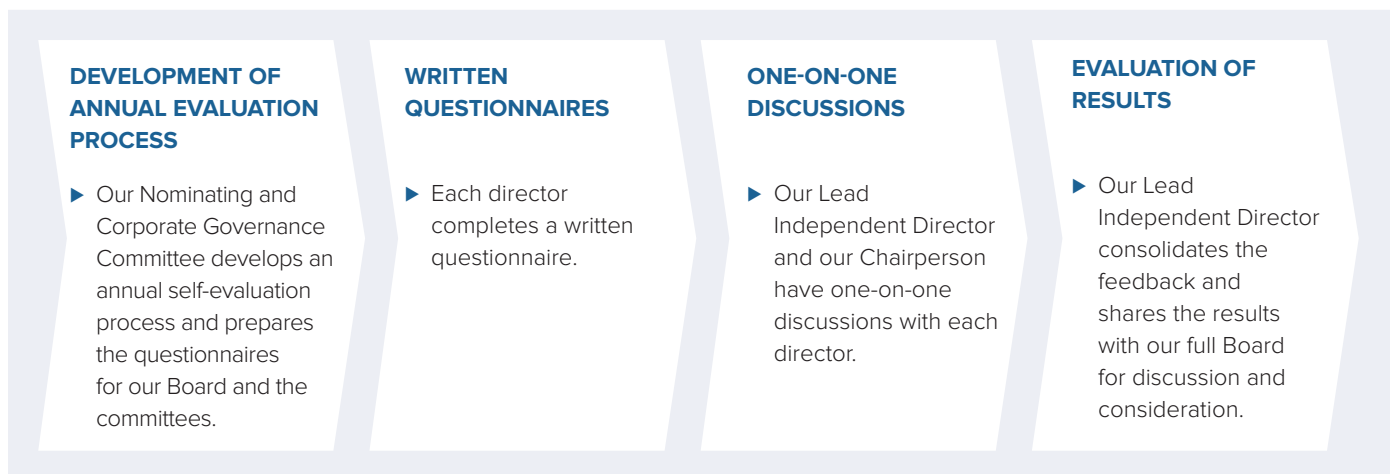 DEVELOPMENT OF
ANNUAL EVALUATION
PROCESS
Our Nominating and
Corporate Governance
Committee develops an
annual self-evaluation
process and prepares
the questionnaires
for our Board and the
committees.
WRITTEN
QUESTIONNAIRES
Each director
completes a written
questionnaire.
ONE-ON-ONE
DISCUSSIONS
Our Lead
Independent Director
and our Chairperson
have one-on-one
discussions with each
director.
EVALUATION OF
RESULTS
Our Lead
Independent Director
consolidates the
feedback and
shares the results
with our full Board
for discussion and
consideration.